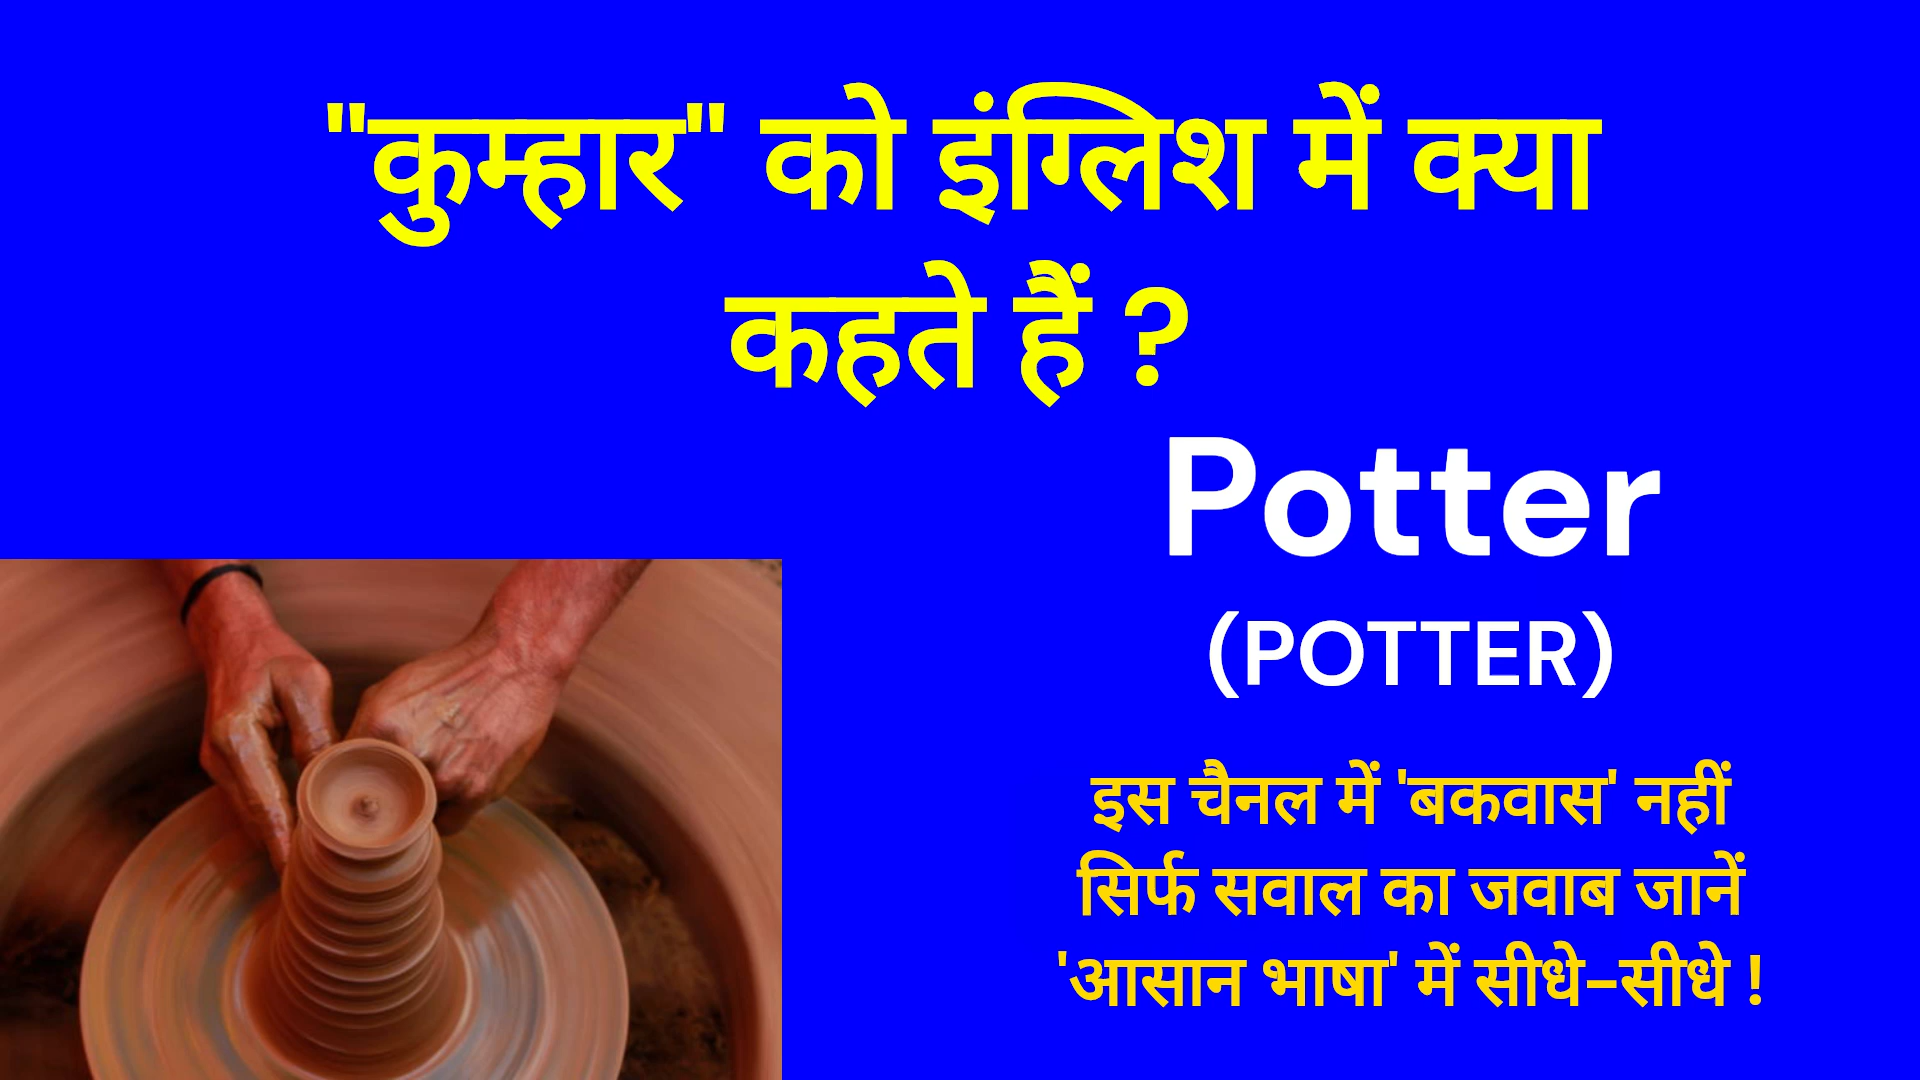 "कुम्हार" को इंग्लिश में क्या
कहते हैं ?
Potter
(POTTER)
इस चैनल में 'बकवास' नहीं
सिर्फ सवाल का जवाब जानें
'आसान भाषा' में सीधे-सीधे !